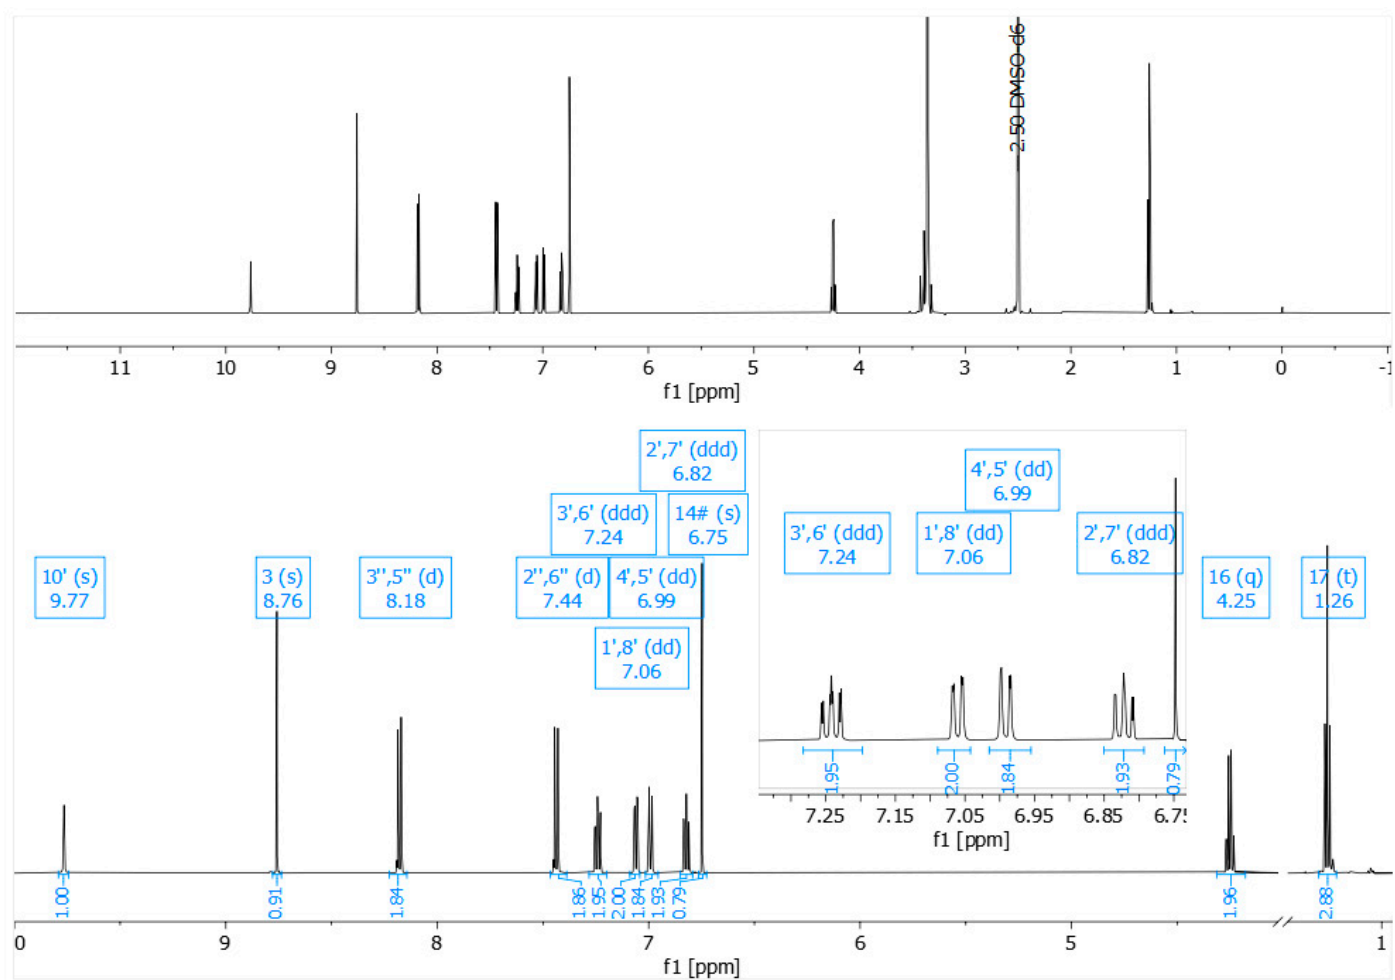 2.50 DMSO-d6
11 10 9 8 7 6 5 4 3 2 1 0 -1
f1 [ppm]
2',7' (ddd)
6.82
3',6' (ddd)
7.24
14# (s)
6.75
10' (s)
9.77
3 (s)
8.76
3'',5'' (d)
8.18
2'',6'' (d)
7.44
4',5' (dd)
6.99
1',8' (dd)
7.06
4',5' (dd)
6.99
3',6' (ddd)
7.24
1',8' (dd)
7.06
2',7' (ddd)
6.82
16 (q)
4.25
17 (t)
1.26
1.95 2.00 1.84 1.93 0.79
7.25 7.15 7.05 6.95 6.85 6.75
f1 [ppm]
1.00 0.91 1.84 1.86 1.95 2.00 1.84 1.93 0.79 1.96 2.88
0 9 8 7 6 5 1
f1 [ppm]